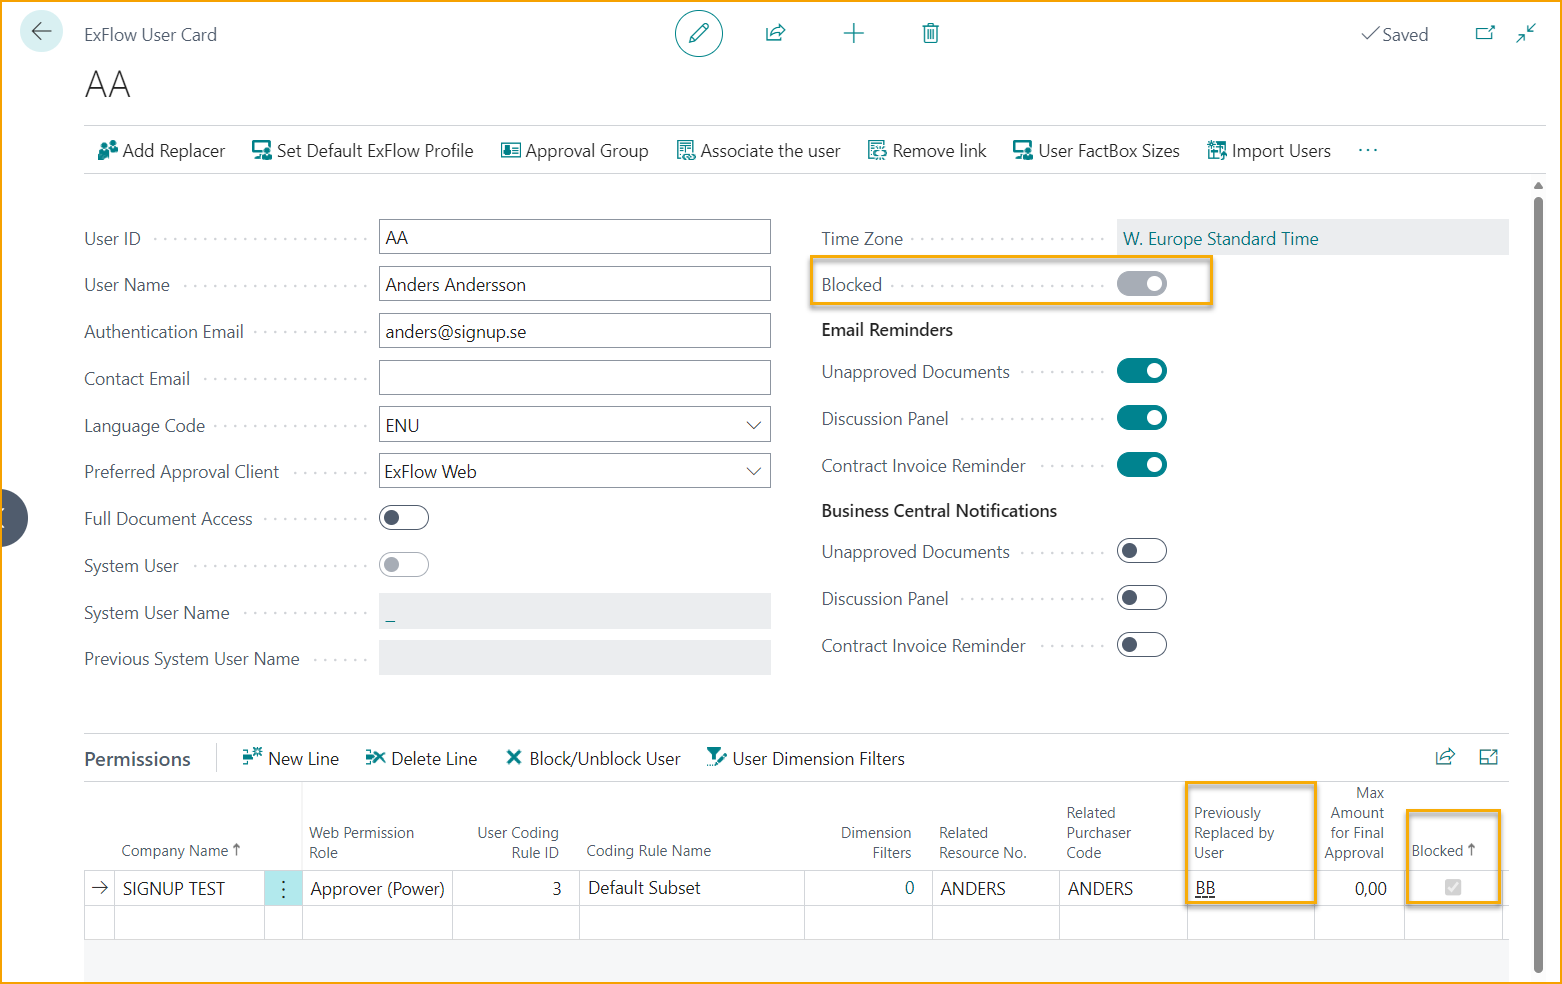 ExFlow User Card
Saved
AA
Add Replacer
Set Default ExFlow Profile
Approval Group
Associate the user
Remove link
User FactBox Sizes
Import Users
User ID
AA
User Name
Anders Andersson
Authentication Email
anders@signup.se
Contact Email
Language Code
ENU
Preferred Approval Client
ExFlow Web
Full Document Access
System User
System User Name
_
Previous System User Name
Time Zone
W. Europe Standard Time
Blocked
Email Reminders
Unapproved Documents
Discussion Panel
Contract Invoice Reminder
Business Central Notifications
Unapproved Documents
Discussion Panel
Contract Invoice Reminder
Permissions
New Line
Delete Line
Block/Unblock User
User Dimension Filters
Company Name ↑
Web Permission
Role
User Coding
Rule ID
Coding Rule Name
Dimension
Filters
Related
Resource No.
Related
Purchaser
Code
Previously
Replaced by
User
Max
Amount
for Final
Approval
Blocked ↑
SIGNUP TEST
Approver (Power)
3
Default Subset
0
ANDERS
ANDERS
BB
0,00